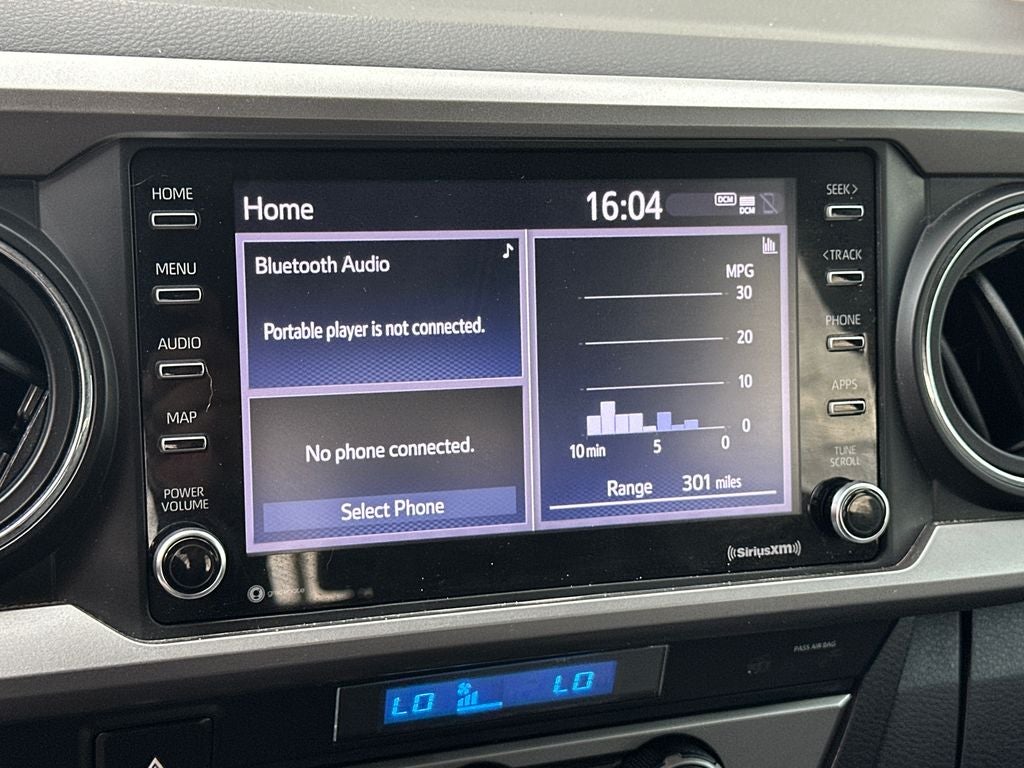 HOME
MENU
AUDIO
MAP
POWER
VOLUME
Home
16:04
DCM
DCM
Bluetooth Audio
Portable player is not connected.
No phone connected.
Select Phone
MPG
30
20
10
0
10 min 5 0
Range 301 miles
SEEK >
< TRACK
PHONE
APPS
TUNE
SCROLL
gracenote
((SiriusXM))
PASS AIR BAG
LO LO